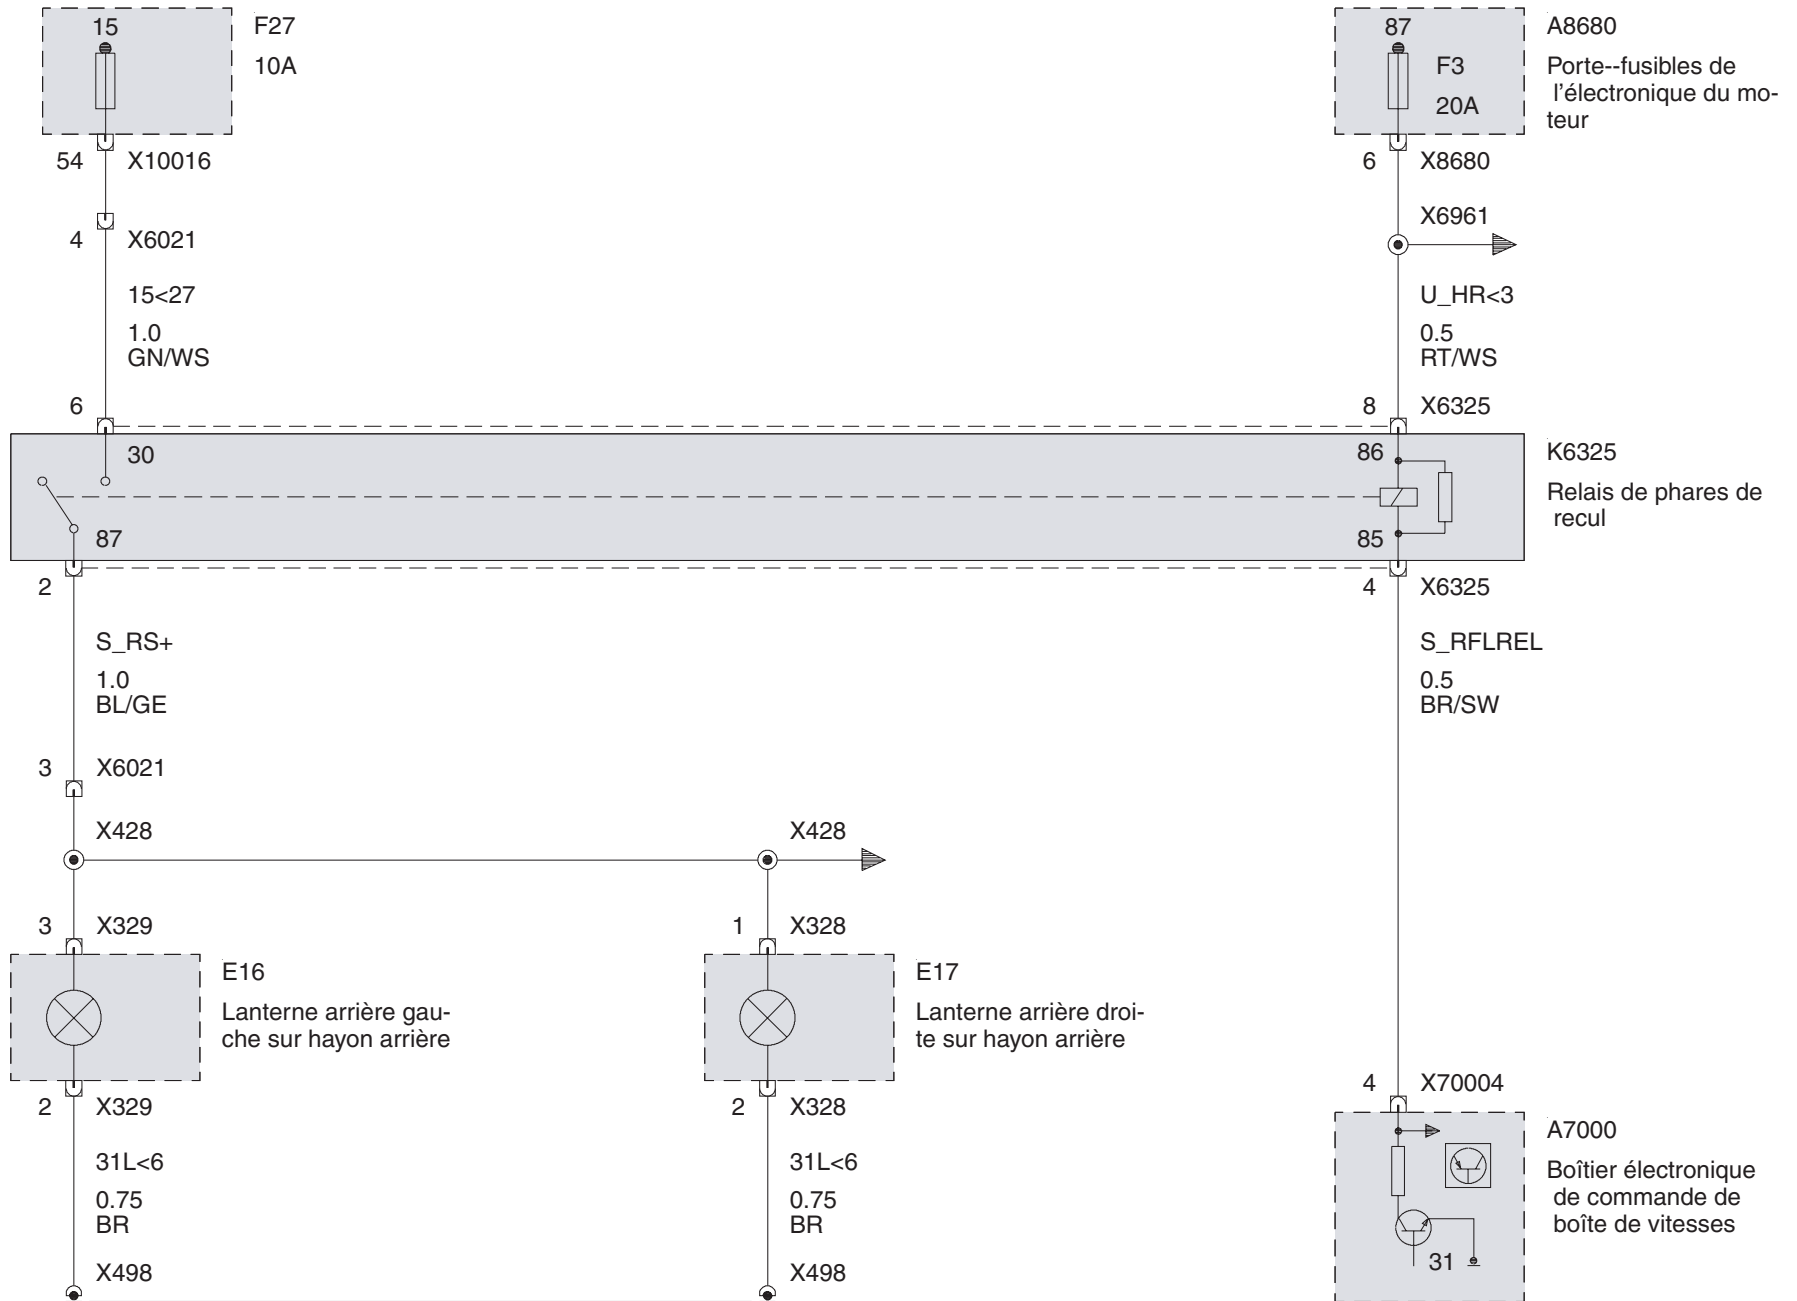 15
F27
10A
54
X10016
4
X6021
15<27
1.0
GN/WS
6
87
F3
20A
A8680
Porte--fusibles de
l'électronique du mo-
teur
6
X8680
X6961
U_HR<3
0.5
RT/WS
8
X6325
30
87
86
85
K6325
Relais de phares de
recul
2
S_RS+
1.0
BL/GE
3
X6021
X428
X428
4
X6325
S_RFLREL
0.5
BR/SW
3
X329
E16
Lanterne arrière gau-
che sur hayon arrière
2
X329
31L<6
0.75
BR
X498
1
X328
E17
Lanterne arrière droi-
te sur hayon arrière
2
X328
31L<6
0.75
BR
X498
4
X70004
A7000
Boîtier électronique
de commande de
boîte de vitesses
31